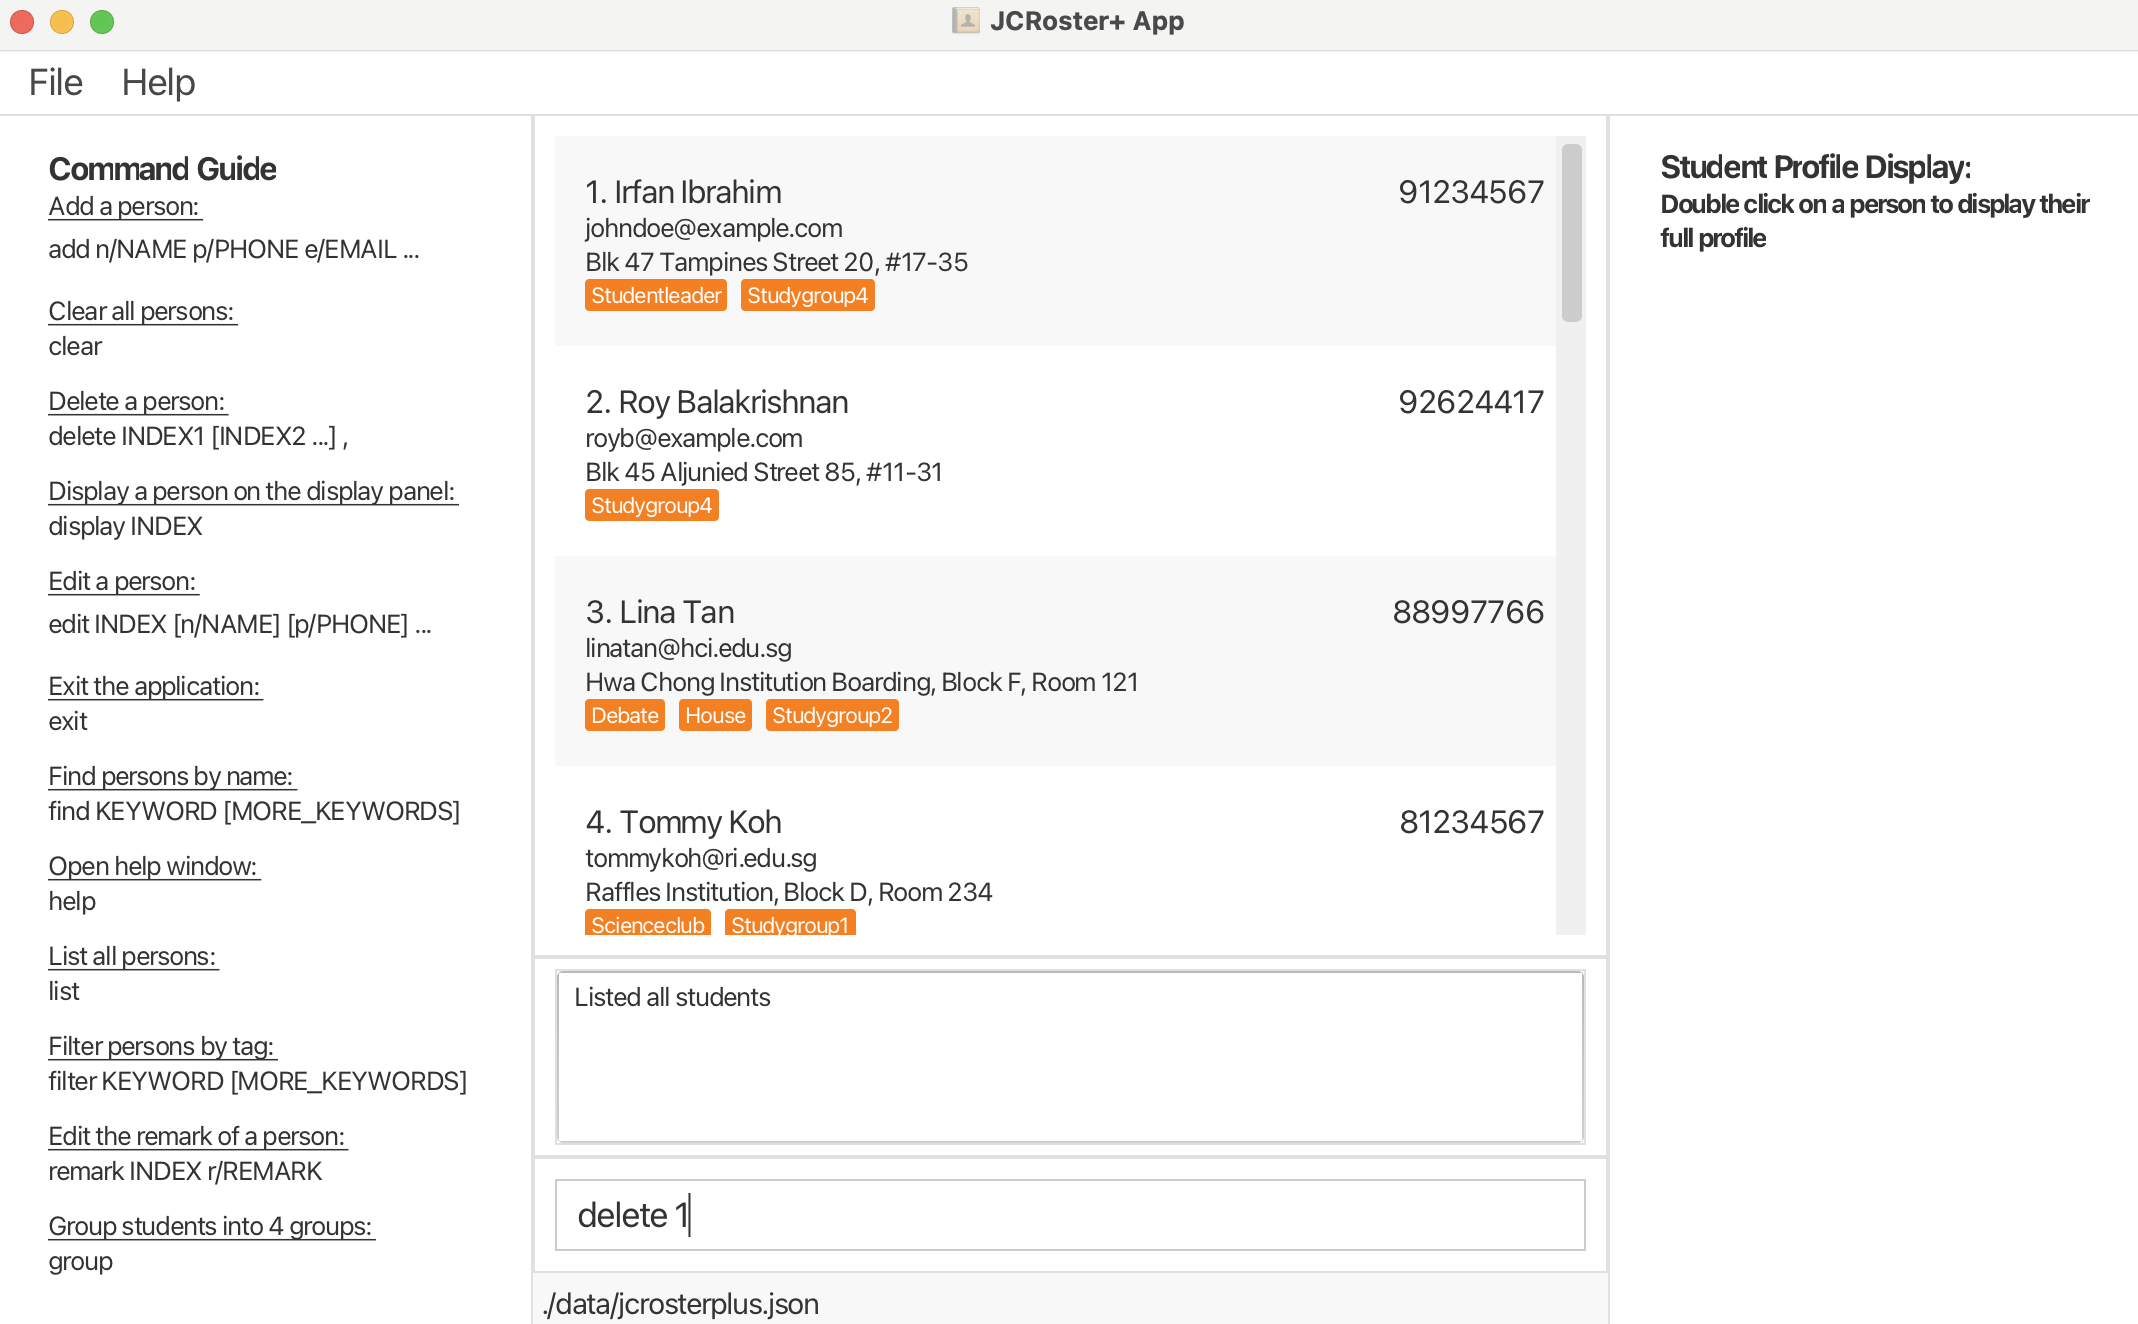 JCRoster+ App
File Help
Command Guide
Add a person:
add n/NAME p/PHONE e/EMAIL ...
Clear all persons:
clear
Delete a person:
delete INDEX1 [INDEX2 ...] ,
Display a person on the display panel:
display INDEX
Edit a person:
edit INDEX [n/NAME] [p/PHONE] ...
Exit the application:
exit
Find persons by name:
find KEYWORD [MORE_KEYWORDS]
Open help window:
help
List all persons:
list
Filter persons by tag:
filter KEYWORD [MORE_KEYWORDS]
Edit the remark of a person:
remark INDEX r/REMARK
Group students into 4 groups:
group
1. Irfan Ibrahim 91234567
johndoe@example.com
Blk 47 Tampines Street 20, #17-35
Studentleader Studygroup4
2. Roy Balakrishnan 92624417
royb@example.com
Blk 45 Aljunied Street 85, #11-31
Studygroup4
3. Lina Tan 88997766
linatan@hci.edu.sg
Hwa Chong Institution Boarding, Block F, Room 121
Debate House Studygroup2
4. Tommy Koh 81234567
tommykoh@ri.edu.sg
Raffles Institution, Block D, Room 234
Scienceclub Studygroup1
Listed all students
delete 1
./data/jcrosterplus.json
Student Profile Display:
Double click on a person to display their
full profile